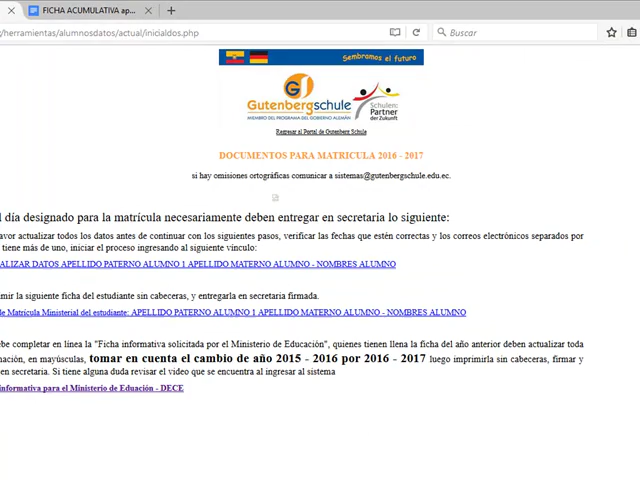 FICHA ACUMULATIVA ap...
/herramientas/alumnosdatos/actual/inicialdos.php
Buscar
Sembramos el futuro
Gutenbergschule
MIEMBRO DEL PROGRAMA DEL GOBIERNO ALEMÁN
Schulen:
Partner
der Zukunft
Regresar al Portal de Gutenberg Schule
DOCUMENTOS PARA MATRICULA 2016 - 2017
si hay omisiones ortográficas comunicar a sistemas@gutenbergschule.edu.ec.
l día designado para la matrícula necesariamente deben entregar en secretaria lo siguiente:
avor actualizar todos los datos antes de continuar con los siguientes pasos, verificar las fechas que estén correctas y los correos electrónicos separados por
tiene más de uno, iniciar el proceso ingresando al siguiente vínculo:
ALIZAR DATOS APELLIDO PATERNO ALUMNO 1 APELLIDO MATERNO ALUMNO - NOMBRES ALUMNO
mir la siguiente ficha del estudiante sin cabeceras, y entregarla en secretaria firmada.
de Matrícula Ministerial del estudiante: APELLIDO PATERNO ALUMNO 1 APELLIDO MATERNO ALUMNO - NOMBRES ALUMNO
ebe completar en línea la "Ficha informativa solicitada por el Ministerio de Educación", quienes tienen llena la ficha del año anterior deben actualizar toda
nación, en mayúsculas, tomar en cuenta el cambio de año 2015 - 2016 por 2016 - 2017 luego imprimirla sin cabeceras, firmar y
en secretaria. Si tiene alguna duda revisar el video que se encuentra al ingresar al sistema
informativa para el Ministerio de Eduación - DECE